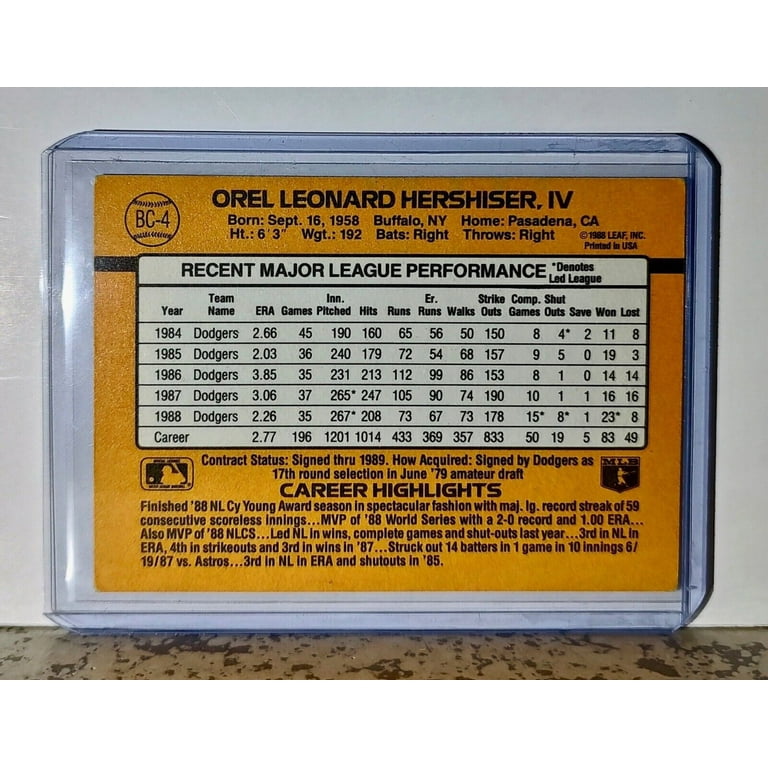 BC-4
OREL LEONARD HERSHISER, IV
Born: Sept. 16, 1958 Buffalo, NY Home: Pasadena, CA
Ht.: 6'3" Wgt.: 192 Bats: Right Throws: Right
©1988 LEAF, INC.
Printed in USA
RECENT MAJOR LEAGUE PERFORMANCE *Denotes Led League
Year Team Name ERA Games Inn. Pitched Hits Runs Er. Runs Walks Strike Outs Comp. Games Shut Outs Save Won Lost
1984 Dodgers 2.66 45 190 160 65 56 50 150 8 4* 2 11 8
1985 Dodgers 2.03 36 240 179 72 54 68 157 9 5 0 19 3
1986 Dodgers 3.85 35 231 213 112 99 86 153 8 1 0 14 14
1987 Dodgers 3.06 37 265* 247 105 90 74 190 10 1 1 16 16
1988 Dodgers 2.26 35 267* 208 73 67 73 178 15* 8* 1 23* 8
Career 2.77 196 1201 1014 433 369 357 833 50 19 5 83 49
Contract Status: Signed thru 1989. How Acquired: Signed by Dodgers as
17th round selection in June '79 amateur draft
MLB
CAREER HIGHLIGHTS
Finished '88 NL Cy Young Award season in spectacular fashion with maj. lg. record streak of 59
consecutive scoreless innings...MVP of '88 World Series with a 2-0 record and 1.00 ERA...
Also MVP of '88 NLCS...Led NL in wins, complete games and shut-outs last year...3rd in NL in
ERA, 4th in strikeouts and 3rd in wins in '87...Struck out 14 batters in 1 game in 10 innings 6/
19/87 vs. Astros...3rd in NL in ERA and shutouts in '85.